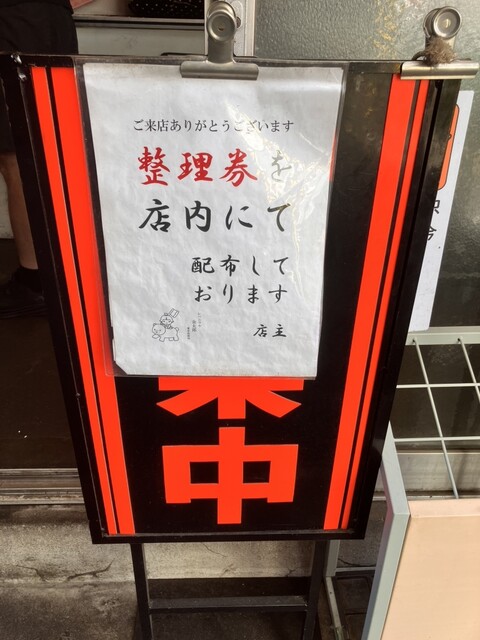 ご来店ありがとうございます
整理券を
店内にて
配布して
おります
店主
業中